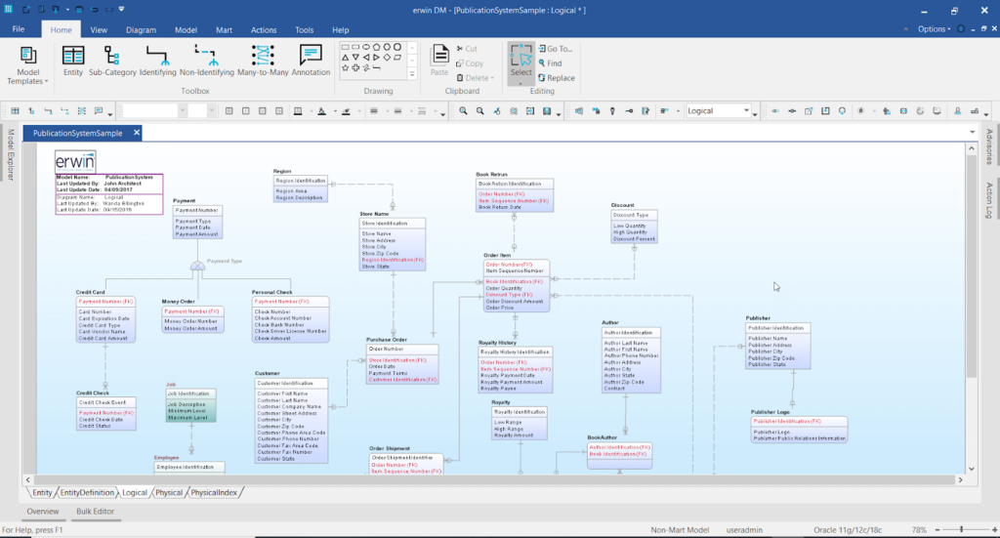 erwin DM - [PublicationSystemSample : Logical * ]
File Home View Diagram Model Mart Actions Tools Help Options
Model Templates
Entity Sub-Category Identifying Non-Identifying Many-to-Many Annotation
Paste
Cut
Copy
Delete
Select
Go To...
Find
Replace
Toolbox Drawing Clipboard Editing
Logical
PublicationSystemSample
Model Explorer
Advisories
Action Log
erwin
Model Name: PublicationSystem
Last Updated By: John Architect
Last Update Date: 04/09/2017
Diagram Name: Logical
Last Updated By: Wanda Billington
Last Update Date: 09/15/2016
Payment
Payment Number
Payment Type
Payment Date
Payment Amount
Payment Type
Region
Region Identification
Region Area
Region Description
Store Name
Store Identification
Store Name
Store Address
Store City
Store Zip Code
Region Identification (FK)
Store State
Book Retrun
Book Return Identification
Order Number (FK)
Item Sequence Number (FK)
Book Return Date
Discount
Discount Type
Low Quantity
High Quantity
Discount Percent
Order Item
Order Number (FK)
Item Sequence Number
Book Identification (FK)
Order Quantity
Discount Type (FK)
Order Discount Amount
Order Price
Credit Card
Payment Number (FK)
Card Number
Card Expiration Date
Credit Card Type
Card Vendor Name
Credit Card Amount
Money Order
Payment Number (FK)
Money Order Number
Money Order Amount
Personal Check
Payment Number (FK)
Check Number
Check Account Number
Check Bank Number
Check Driver License Number
Check Amount
Purchase Order
Order Number
Store Identification (FK)
Order Date
Payment Terms
Customer Identification (FK)
Royalty History
Royalty History Identification
Order Number (FK)
Item Sequence Number (FK)
Royalty Payment Date
Royalty Payment Amount
Royalty Payee
Author
Author Identification
Author Last Name
Author First Name
Author Phone Number
Author Address
Author City
Author State
Author Zip Code
Contract
Publisher
Publisher Identification
Publisher Name
Publisher Address
Publisher City
Publisher Zip Code
Publisher State
Credit Check
Credit Check Event
Payment Number (FK)
Credit Check Date
Credit Status
Job
Job Identification
Job Description
Minimum Level
Maximum Level
Customer
Customer Identification
Customer First Name
Customer Last Name
Customer Company Name
Customer Street Address
Customer City
Customer Zip Code
Customer Phone Area Code
Customer Phone Number
Customer Fax Area Code
Customer Fax Number
Customer State
Royalty
Royalty Identification
Low Range
High Range
Royalty Amount
Publisher Logo
Publisher Identification (FK)
Publisher Logo
Publisher Public Relations Information
BookAuthor
Author Identification (FK)
Book Identification (FK)
Employee
Employee Identification
Order Shipment
Order Shipment Identifier
Order Number (FK)
Item Sequence Number (FK)
Entity EntityDefinition Logical Physical PhysicalIndex
Overview Bulk Editor
For Help, press F1 Non-Mart Model useradmin Oracle 11g/12c/18c 78%